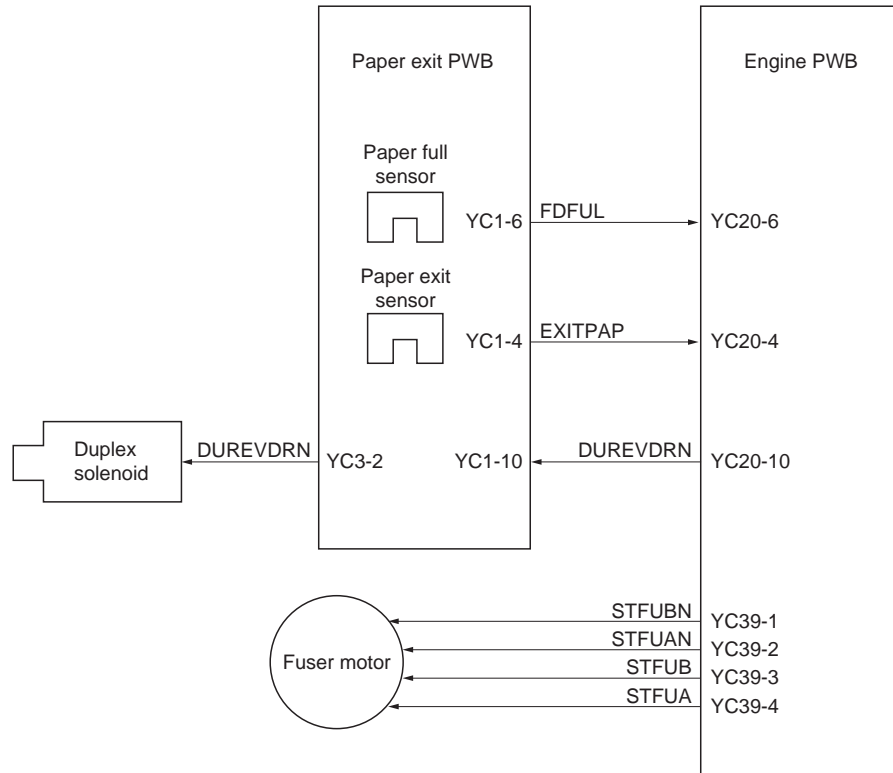 Paper exit PWB
Engine PWB
Paper full
sensor
YC1-6
FDFUL
YC20-6
Paper exit
sensor
YC1-4
EXITPAP
YC20-4
Duplex
solenoid
DUREVDRN
YC3-2
YC1-10
DUREVDRN
YC20-10
Fuser motor
STFUBN
YC39-1
STFUAN
YC39-2
STFUB
YC39-3
STFUA
YC39-4